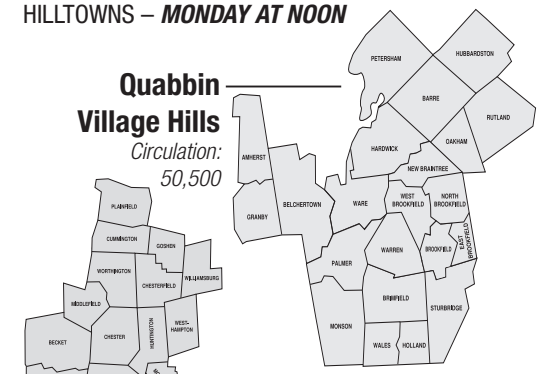 HILLTOWNS – MONDAY AT NOON
Quabbin
Village Hills
Circulation:
50,500
PETERSHAM
HUBBARDSTON
BARRE
RUTLAND
OAKHAM
HARDWICK
NEW BRAINTREE
AMHERST
GRANBY
BELCHERTOWN
WARE
WEST
BROOKFIELD
NORTH
BROOKFIELD
WARREN
BROOKFIELD
EAST
BROOKFIELD
PALMER
BRIMFIELD
STURBRIDGE
MONSON
WALES
HOLLAND
PLAINFIELD
CUMMINGTON
GOSHEN
WORTHINGTON
CHESTERFIELD
WILLIAMSBURG
MIDDLEFIELD
BECKET
CHESTER
HUNTINGTON
WEST-
HAMPTON